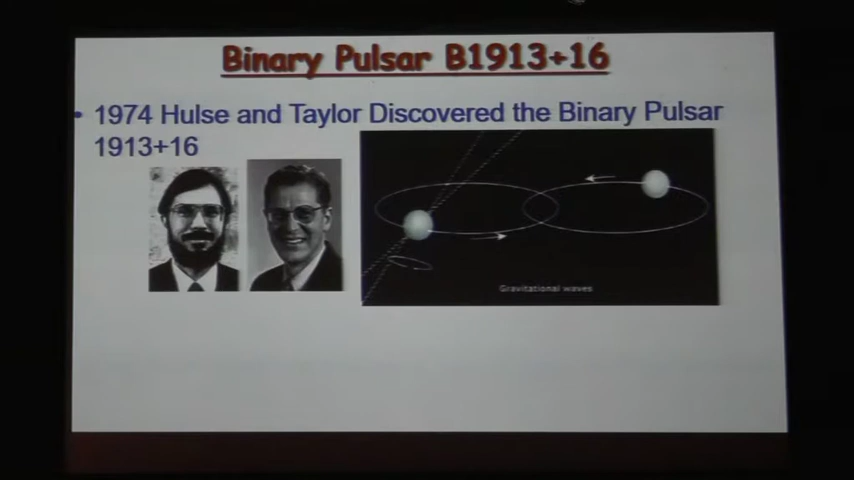 Binary Pulsar B1913+16
• 1974 Hulse and Taylor Discovered the Binary Pulsar
1913+16
Gravitational waves